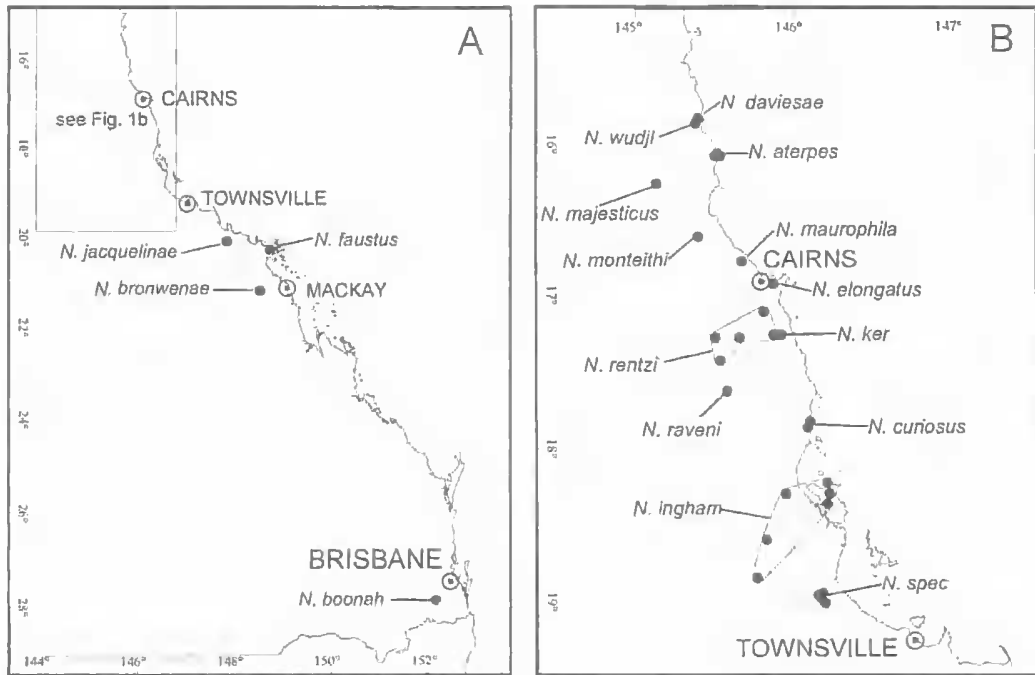 A
16°
CAIRNS
see Fig. 1b
18°
TOWNSVILLE
20°
N. jacquelinae
N. faustus
N. bronwenae
MACKAY
22°
24°
26°
BRISBANE
N. boonah
28°
144°
146°
148°
150°
152°
145°
146°
147°
B
N daviesae
N. wudjl
16°
N. aterpes
N. majesticus
N. maurophila
N. monteithi
CAIRNS
17°
N. elongatus
N. ker
N. rentzi
N. raveni
N. curiosus
18°
N. ingham
N. spec
19°
TOWNSVILLE